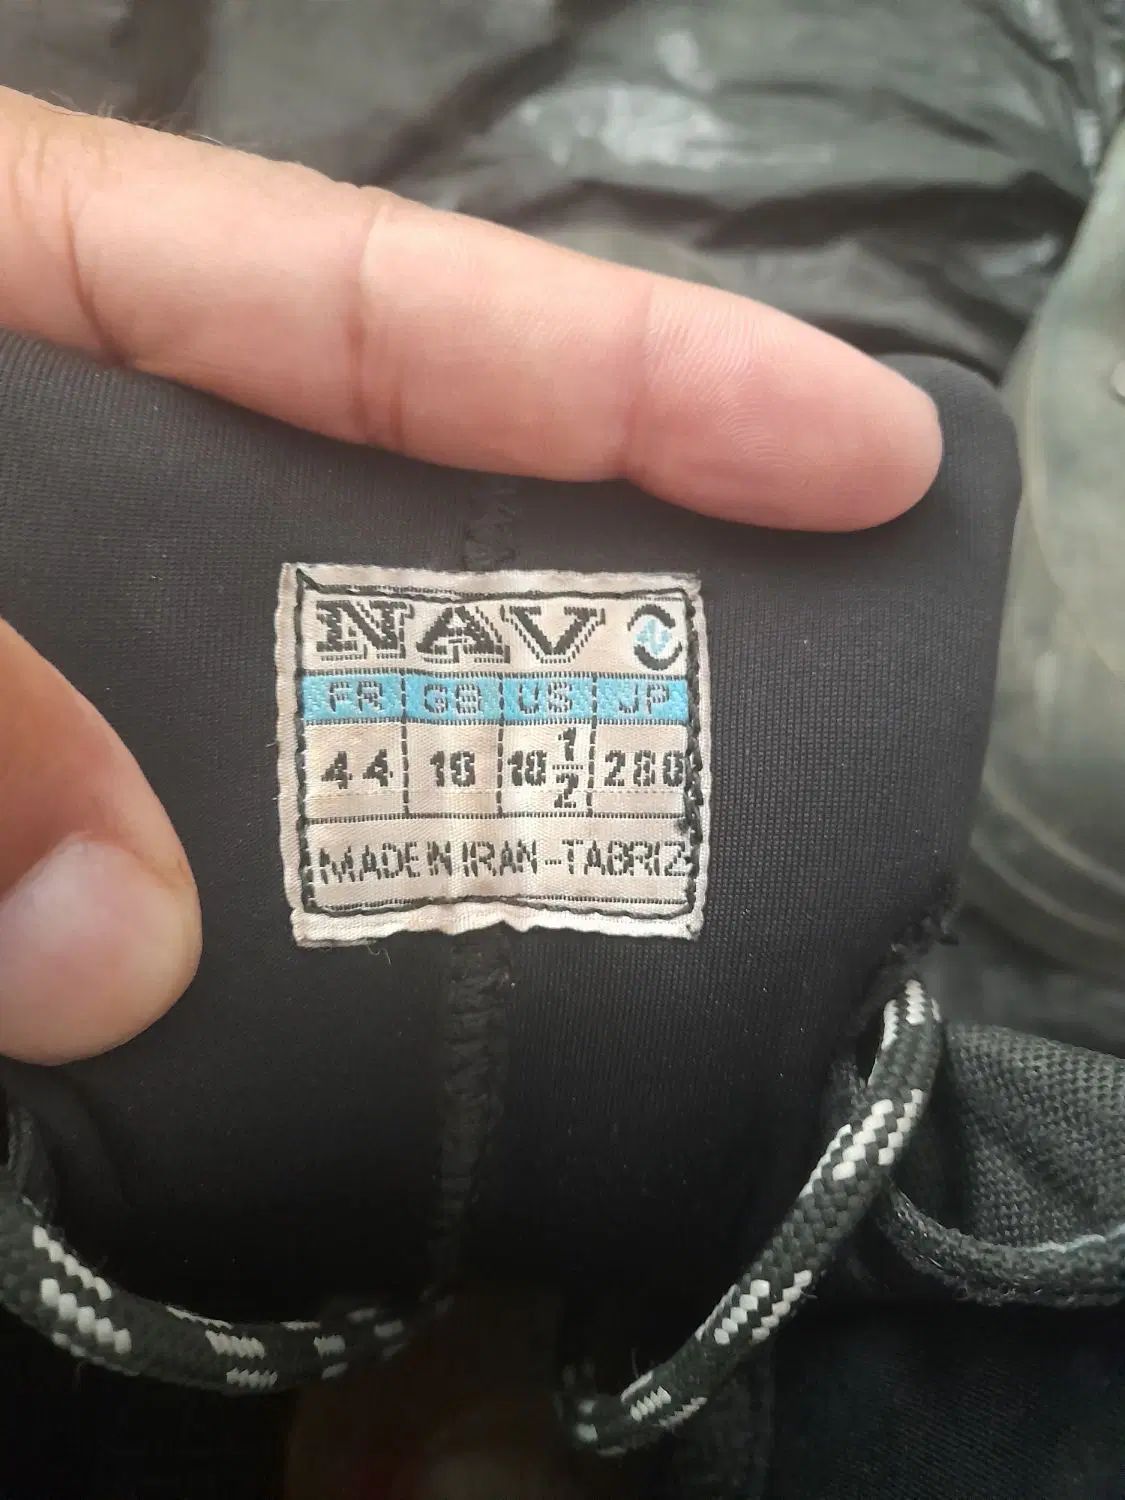 NAV
FR GB US JP
44 10 10 1/2 280
MADE IN IRAN-TABRIZ